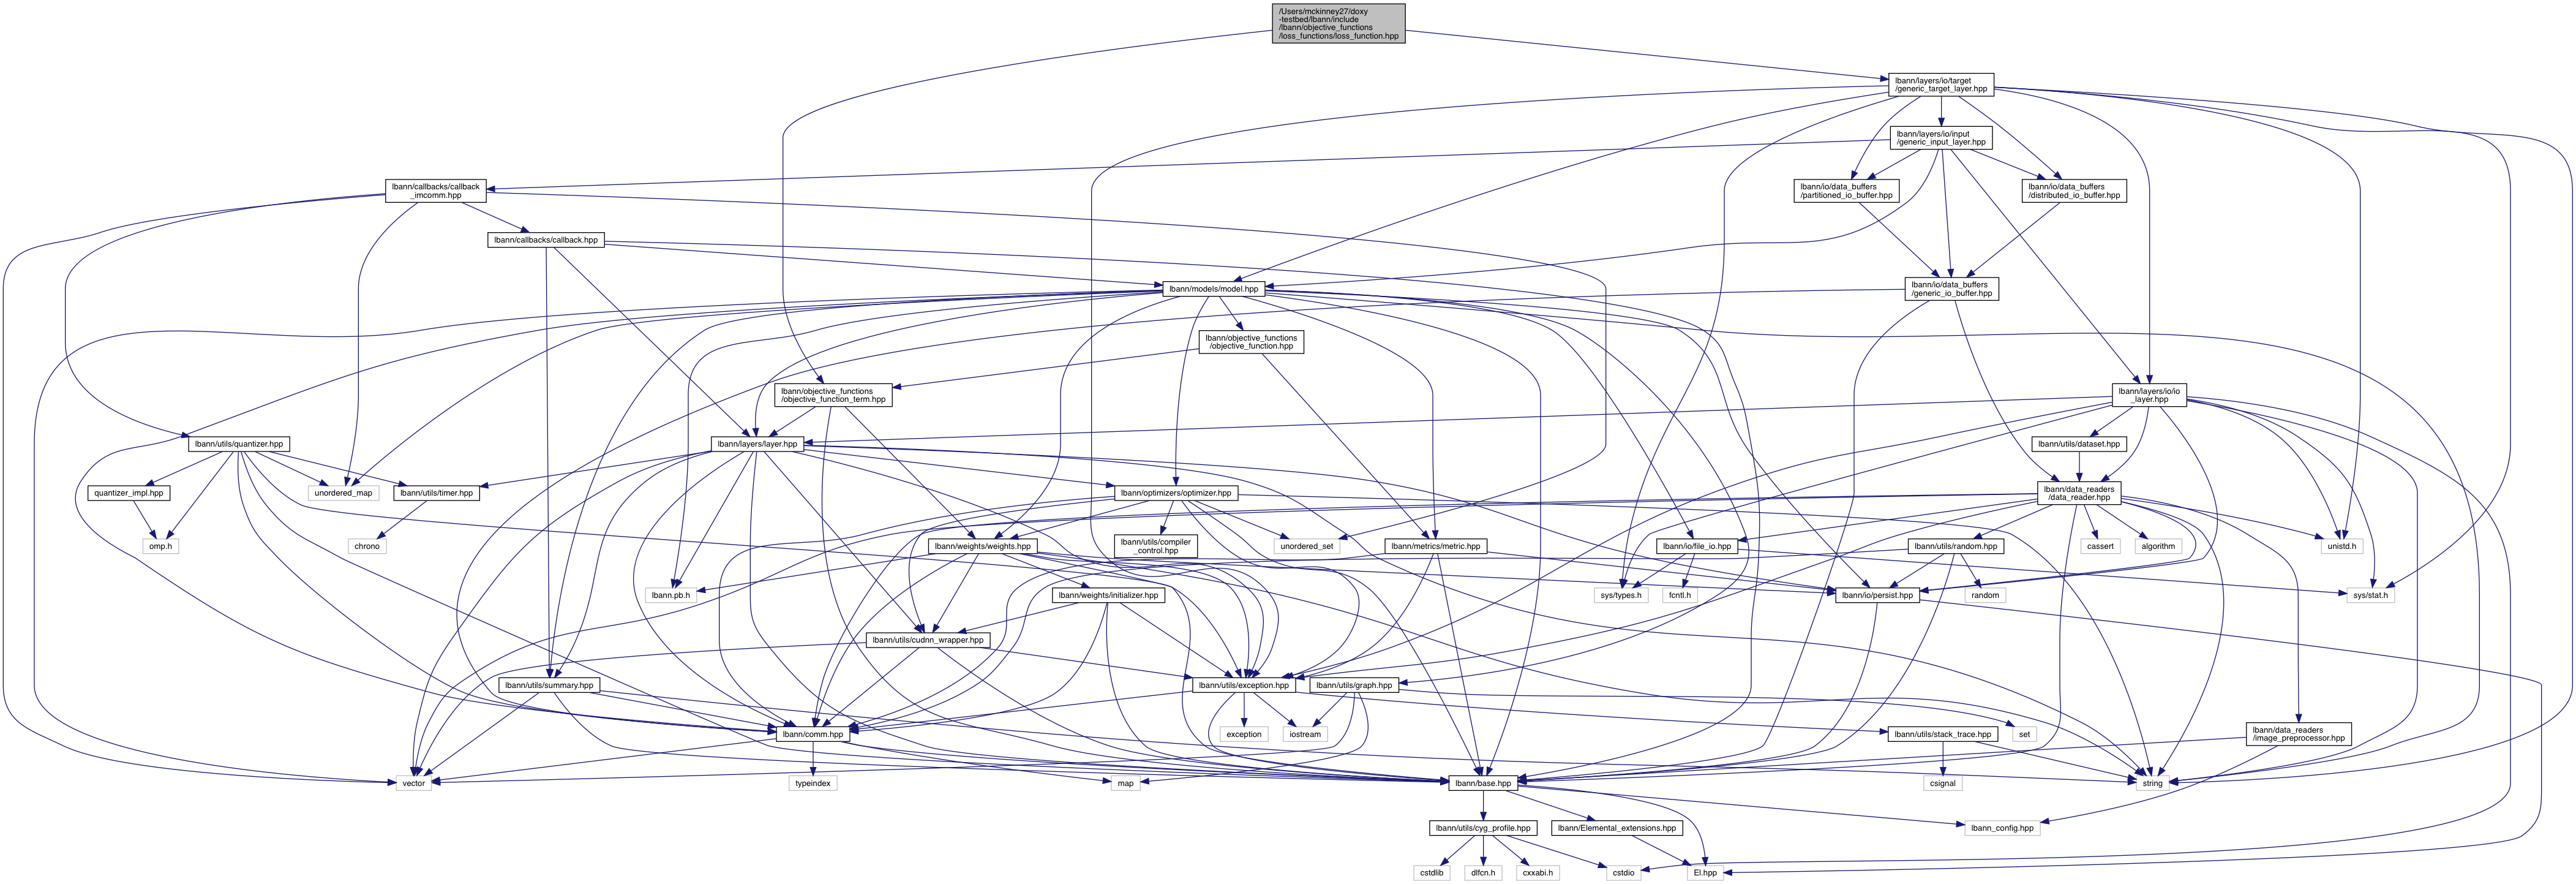 /Users/mckinney27/doxy
-testbed/lbann/include
/lbann/objective_functions
/loss_functions/loss_function.hpp
lbann/layers/io/target
/generic_target_layer.hpp
lbann/layers/io/input
/generic_input_layer.hpp
lbann/callbacks/callback
_imcomm.hpp
lbann/io/data_buffers
/partitioned_io_buffer.hpp
lbann/io/data_buffers
/distributed_io_buffer.hpp
lbann/callbacks/callback.hpp
lbann/models/model.hpp
lbann/io/data_buffers
/generic_io_buffer.hpp
lbann/objective_functions
/objective_function.hpp
lbann/objective_functions
/objective_function_term.hpp
lbann/layers/io/io
_layer.hpp
lbann/utils/quantizer.hpp
lbann/layers/layer.hpp
lbann/utils/dataset.hpp
quantizer_impl.hpp
unordered_map
lbann/utils/timer.hpp
lbann/optimizers/optimizer.hpp
lbann/data_readers
/data_reader.hpp
omp.h
chrono
lbann/weights/weights.hpp
lbann/utils/compiler
_control.hpp
unordered_set
lbann/metrics/metric.hpp
lbann/io/file_io.hpp
lbann/utils/random.hpp
cassert
algorithm
unistd.h
lbann.pb.h
lbann/weights/initializer.hpp
sys/types.h
fcntl.h
lbann/io/persist.hpp
random
sys/stat.h
lbann/utils/cudnn_wrapper.hpp
lbann/utils/summary.hpp
lbann/utils/exception.hpp
lbann/utils/graph.hpp
lbann/comm.hpp
exception
iostream
lbann/utils/stack_trace.hpp
set
lbann/data_readers
/image_preprocessor.hpp
vector
typeindex
map
lbann/base.hpp
csignal
string
lbann/utils/cyg_profile.hpp
lbann/Elemental_extensions.hpp
lbann_config.hpp
cstdlib
dlfcn.h
cxxabi.h
cstdio
El.hpp